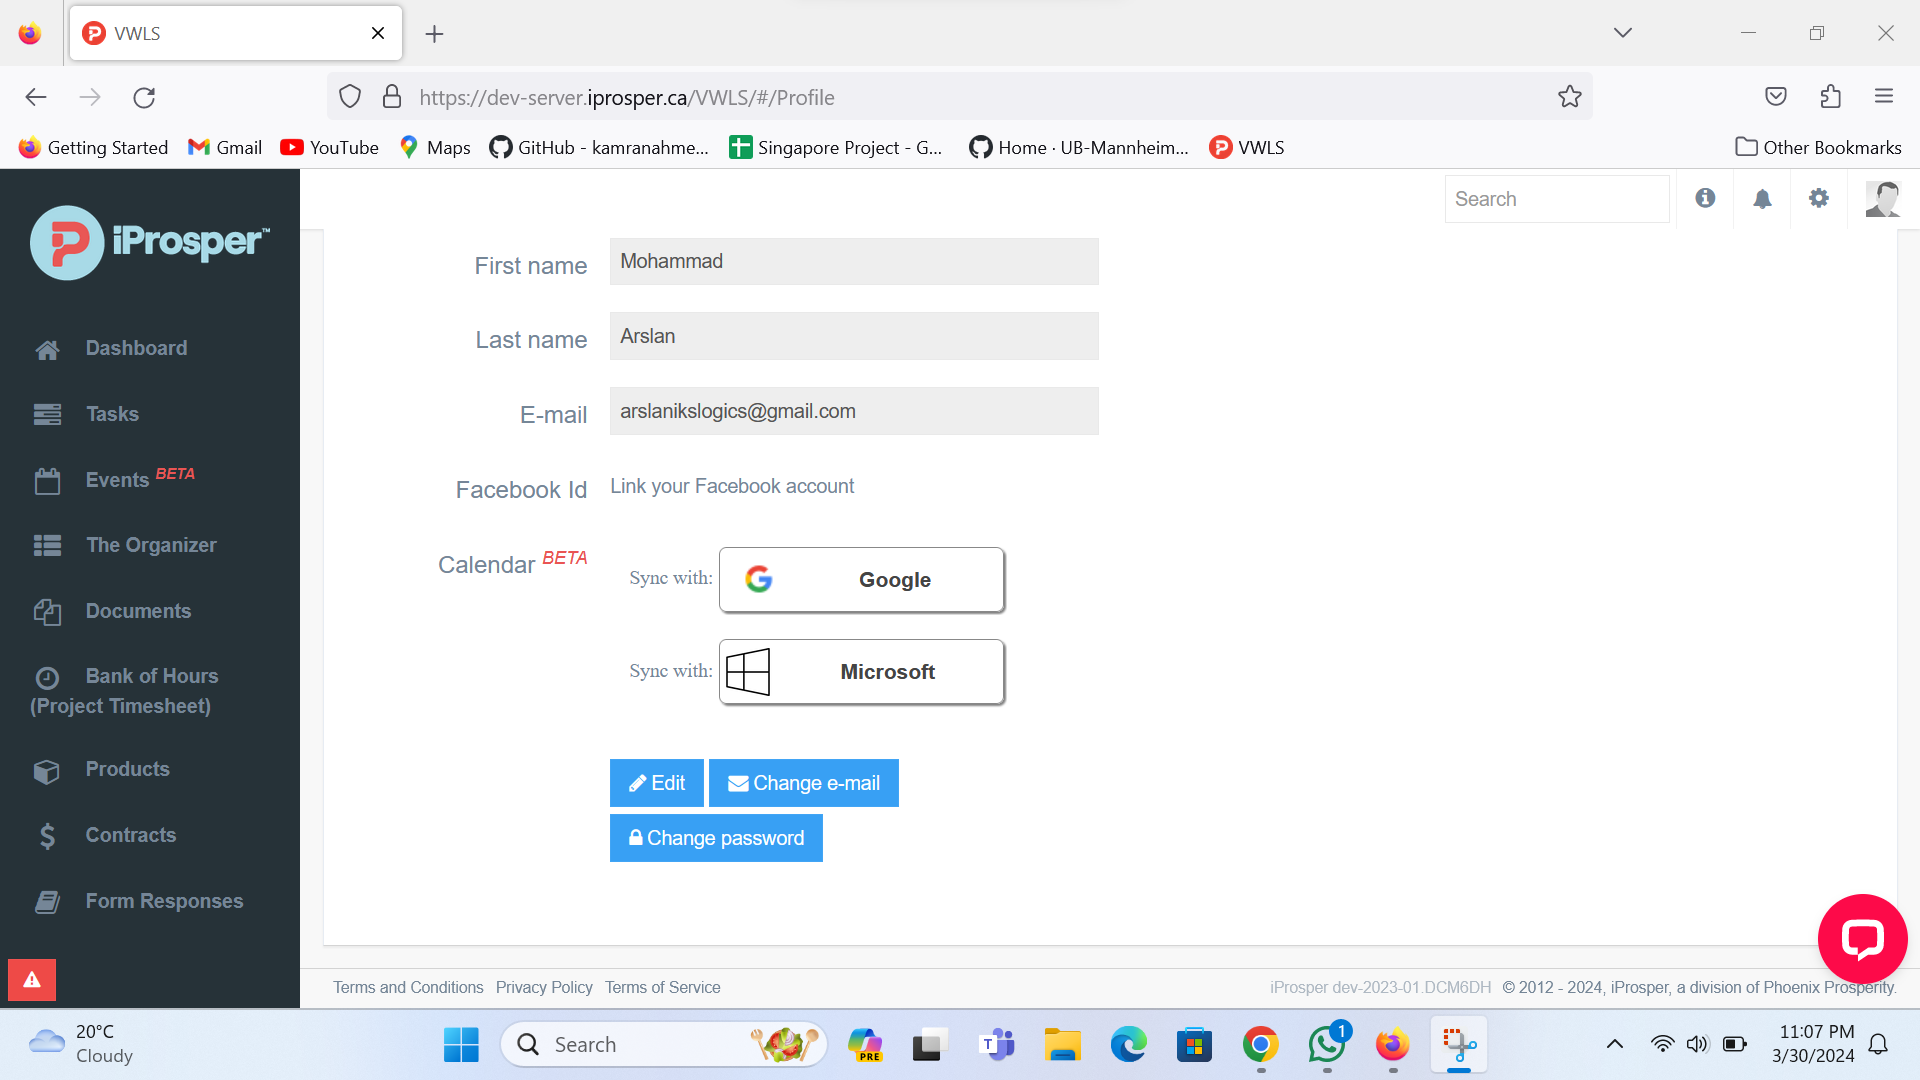 VWLS
https://dev-server.iprosper.ca/VWLS/#/Profile
Getting Started Gmail YouTube Maps GitHub - kamranahme... Singapore Project - G... Home · UB-Mannheim... VWLS Other Bookmarks
iProsper™
Search
First name Mohammad
Last name Arslan
E-mail arslanikslogics@gmail.com
Facebook Id Link your Facebook account
Calendar BETA
Sync with: Google
Sync with: Microsoft
Edit Change e-mail
Change password
Dashboard
Tasks
Events BETA
The Organizer
Documents
Bank of Hours
(Project Timesheet)
Products
Contracts
Form Responses
Terms and Conditions Privacy Policy Terms of Service
iProsper dev-2023-01.DCM6DH © 2012 - 2024, iProsper, a division of Phoenix Prosperity.
20°C
Cloudy
Search
PRE
1
11:07 PM
3/30/2024